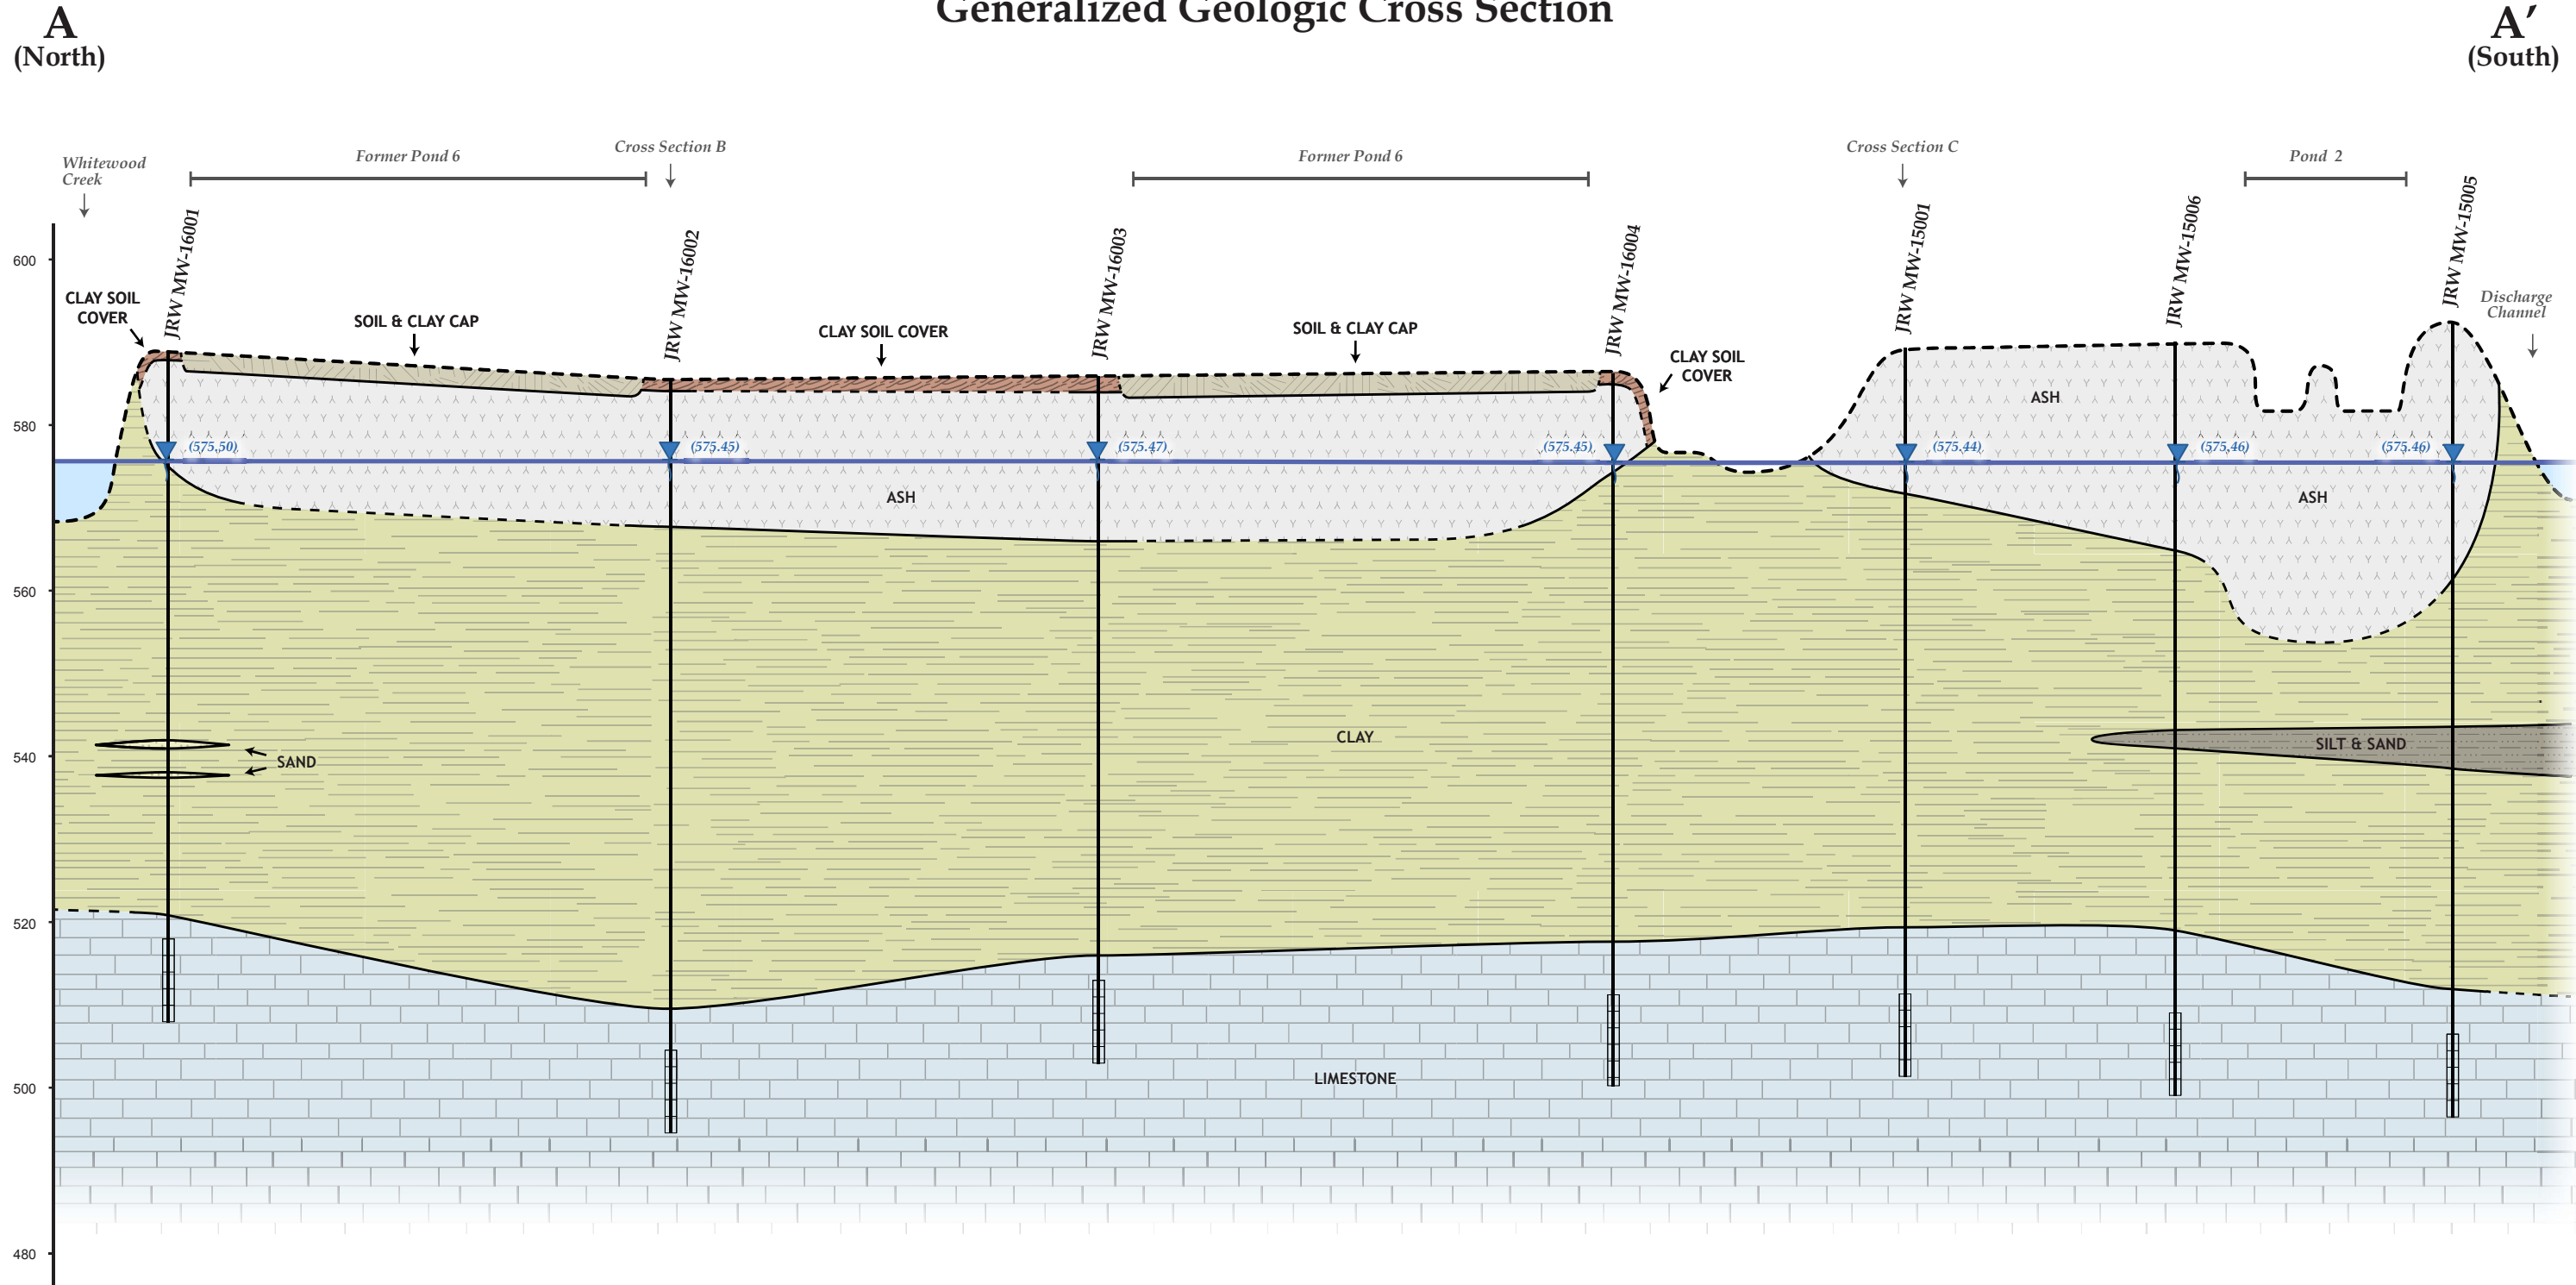 Generalized Geologic Cross Section
A
(North)
A′
(South)
Whitewood
Creek
Former Pond 6
Cross Section B
Former Pond 6
Cross Section C
Pond 2
JRW MW-16001
JRW MW-16002
JRW MW-16003
JRW MW-16004
JRW MW-15001
JRW MW-15006
JRW MW-15005
Discharge
Channel
600
CLAY SOIL
COVER
SOIL & CLAY CAP
CLAY SOIL COVER
SOIL & CLAY CAP
CLAY SOIL
COVER
ASH
580
(575.50)
(575.45)
(575.47)
(575.45)
(575.44)
(575.46)
(575.46)
ASH
ASH
560
CLAY
SILT & SAND
540
SAND
520
500
LIMESTONE
480